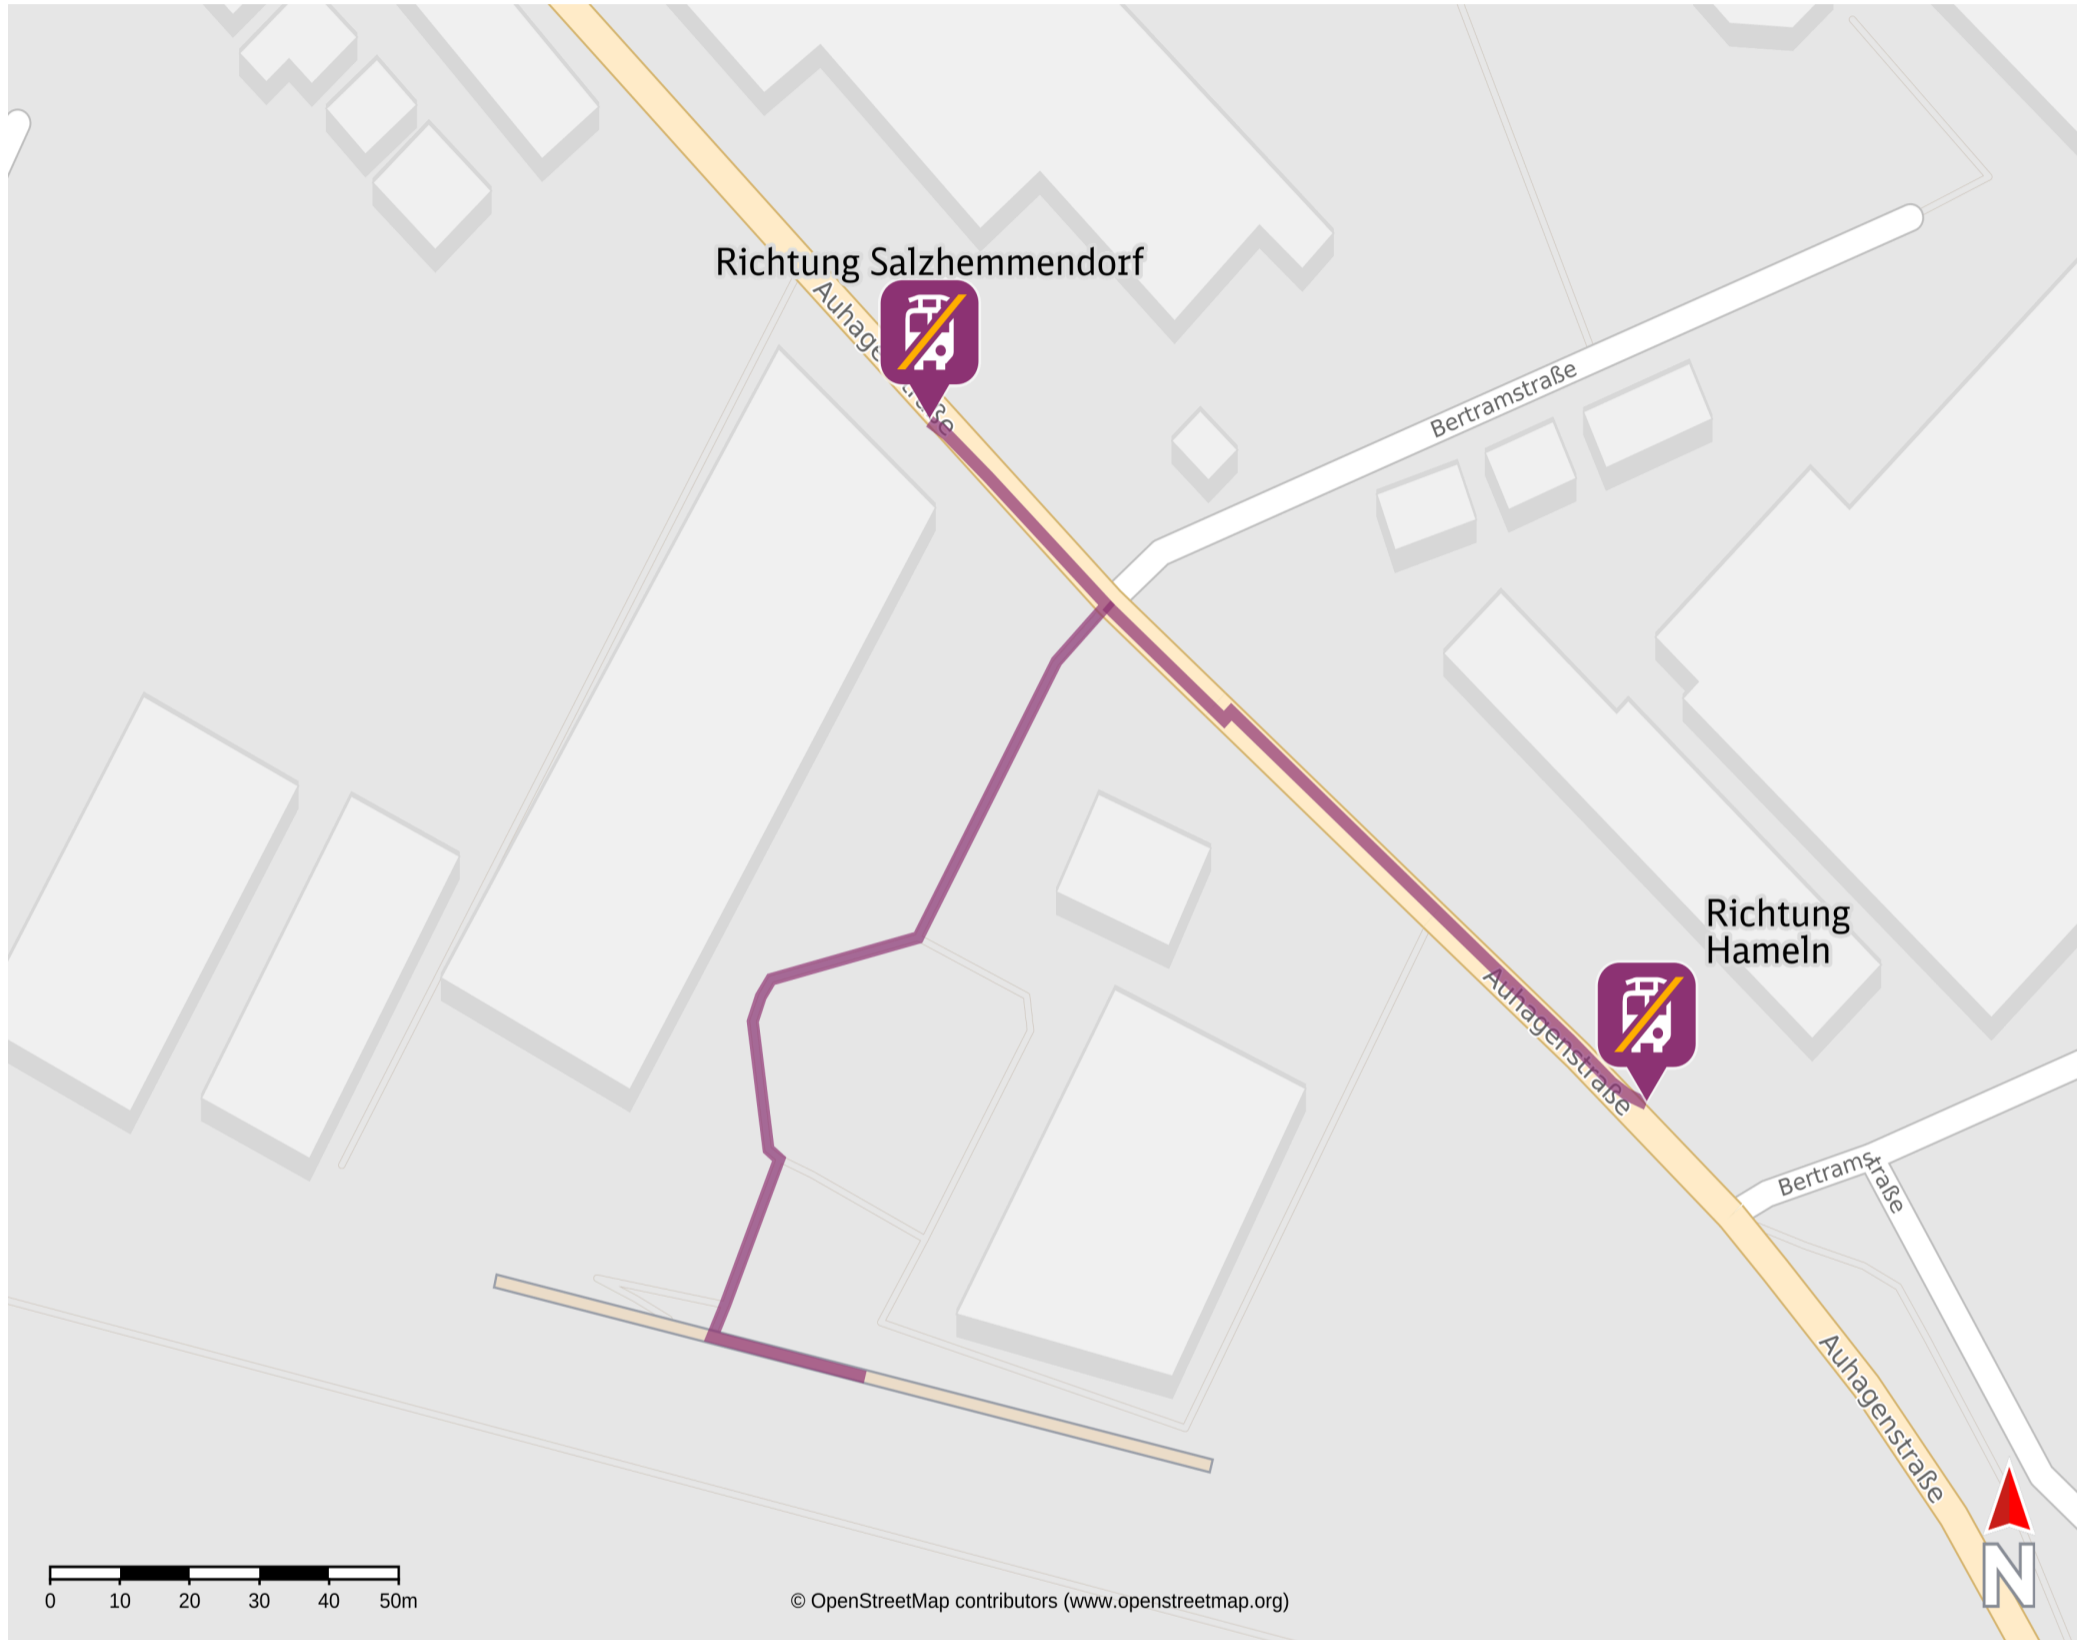 Richtung Salzhemmendorf
Bertramstraße
Richtung
Hameln
Auhagenstraße
Bertramstraße
Auhagenstraße
0 10 20 30 40 50m
© OpenStreetMap contributors (www.openstreetmap.org)
N